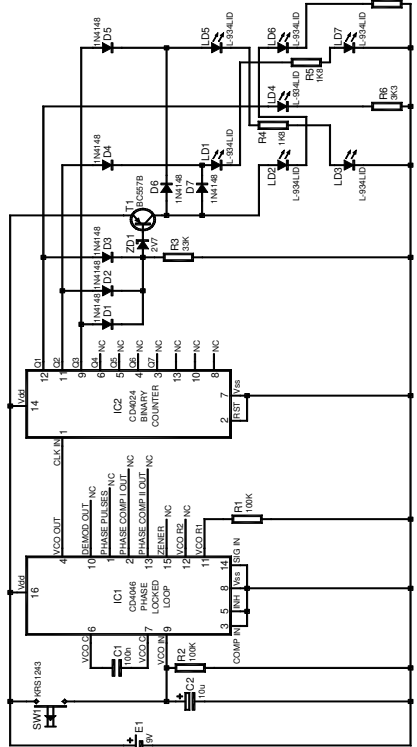 E1
9V
SW1
KRS1243
C2
10u
R2
100K
C1
100n
VCO C
VCO C
VCO IN
6
7
9
16
Vdd
IC1
CD4046
PHASE
LOCKED
LOOP
COMP IN
INH
Vss
SIG IN
3
5
8
14
4
10
1
2
13
15
12
11
VCO OUT
DEMOD OUT
PHASE PULSES
PHASE COMP I OUT
PHASE COMP II OUT
ZENER
VCO R2
VCO R1
NC
NC
NC
NC
NC
NC
R1
100K
CLK IN
1
14
Vdd
IC2
CD4024
BINARY
COUNTER
RST
Vss
2
7
Q1
Q2
Q3
Q4
Q5
Q6
Q7
12
11
9
6
5
4
3
13
10
8
NC
NC
NC
NC
NC
NC
NC
D1
1N4148
D2
1N4148
D3
1N4148
ZD1
2V7
R3
33K
T1
BC557B
D4
1N4148
D5
1N4148
D6
1N4148
D7
1N4148
LD1
L-934LID
LD2
L-934LID
LD3
L-934LID
LD4
L-934LID
LD5
L-934LID
LD6
L-934LID
LD7
L-934LID
R4
1K8
R5
1K8
R6
3K3